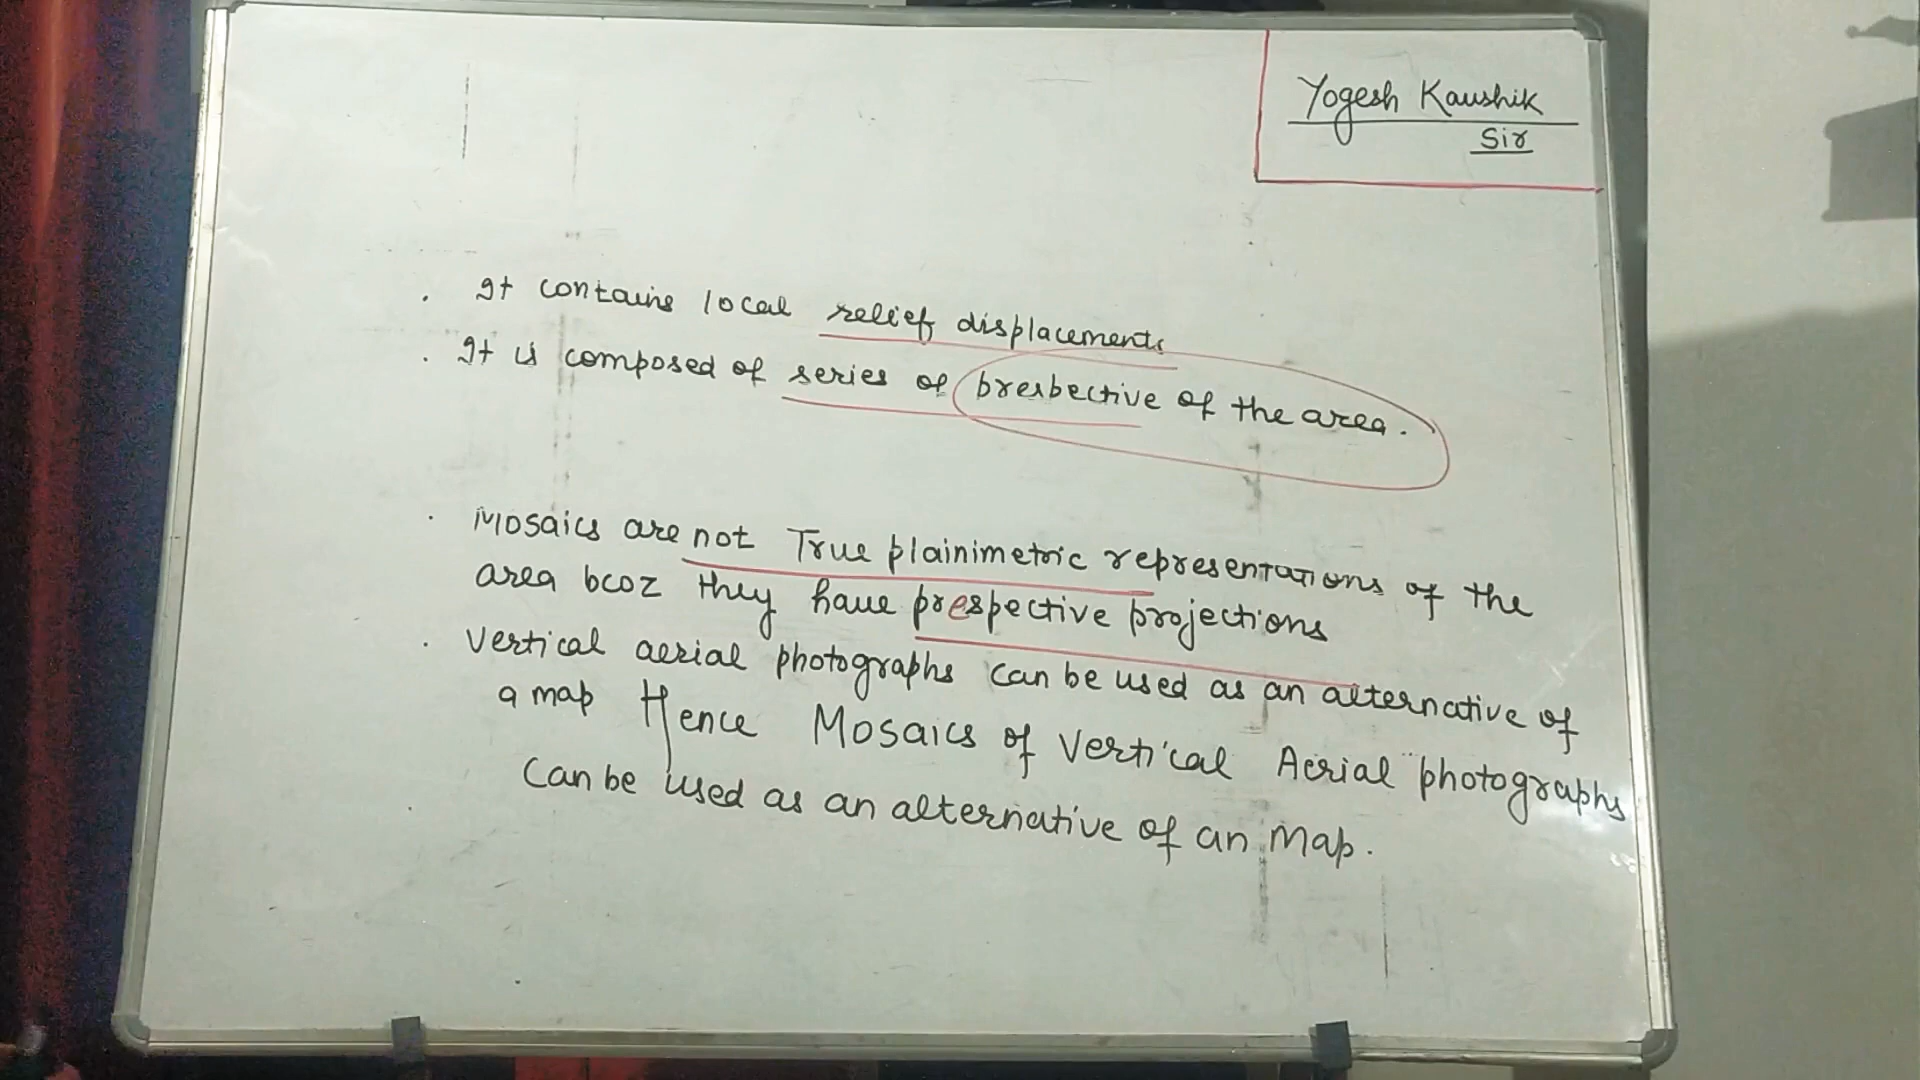 Yogesh Kaushik
Sir
. It contains local relief displacements
. It is composed of series of prespective of the area.
. Mosaics are not True plainimetric representations of the
area bcoz they have prespective projections
. Vertical aerial photographs can be used as an alternative of
a map Hence Mosaics of Vertical Aerial photographs
Can be used as an alternative of an Map.